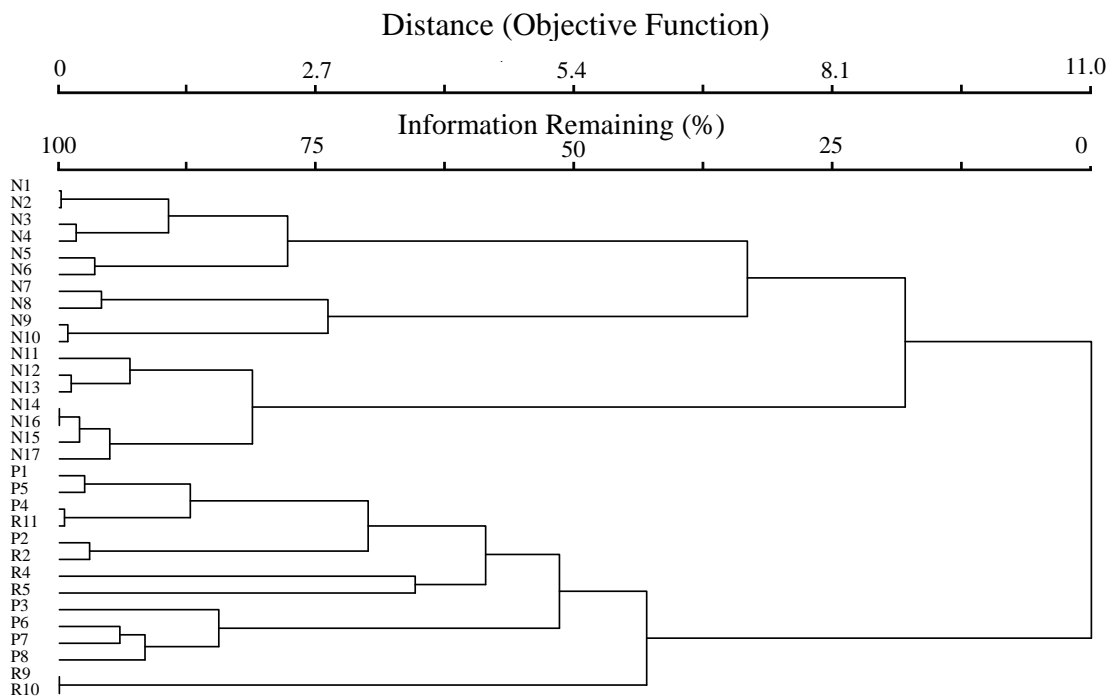 Distance (Objective Function)
0 2.7 5.4 8.1 11.0
Information Remaining (%)
100 75 50 25 0
N1
N2
N3
N4
N5
N6
N7
N8
N9
N10
N11
N12
N13
N14
N16
N15
N17
P1
P5
P4
R11
P2
R2
R4
R5
P3
P6
P7
P8
R9
R10